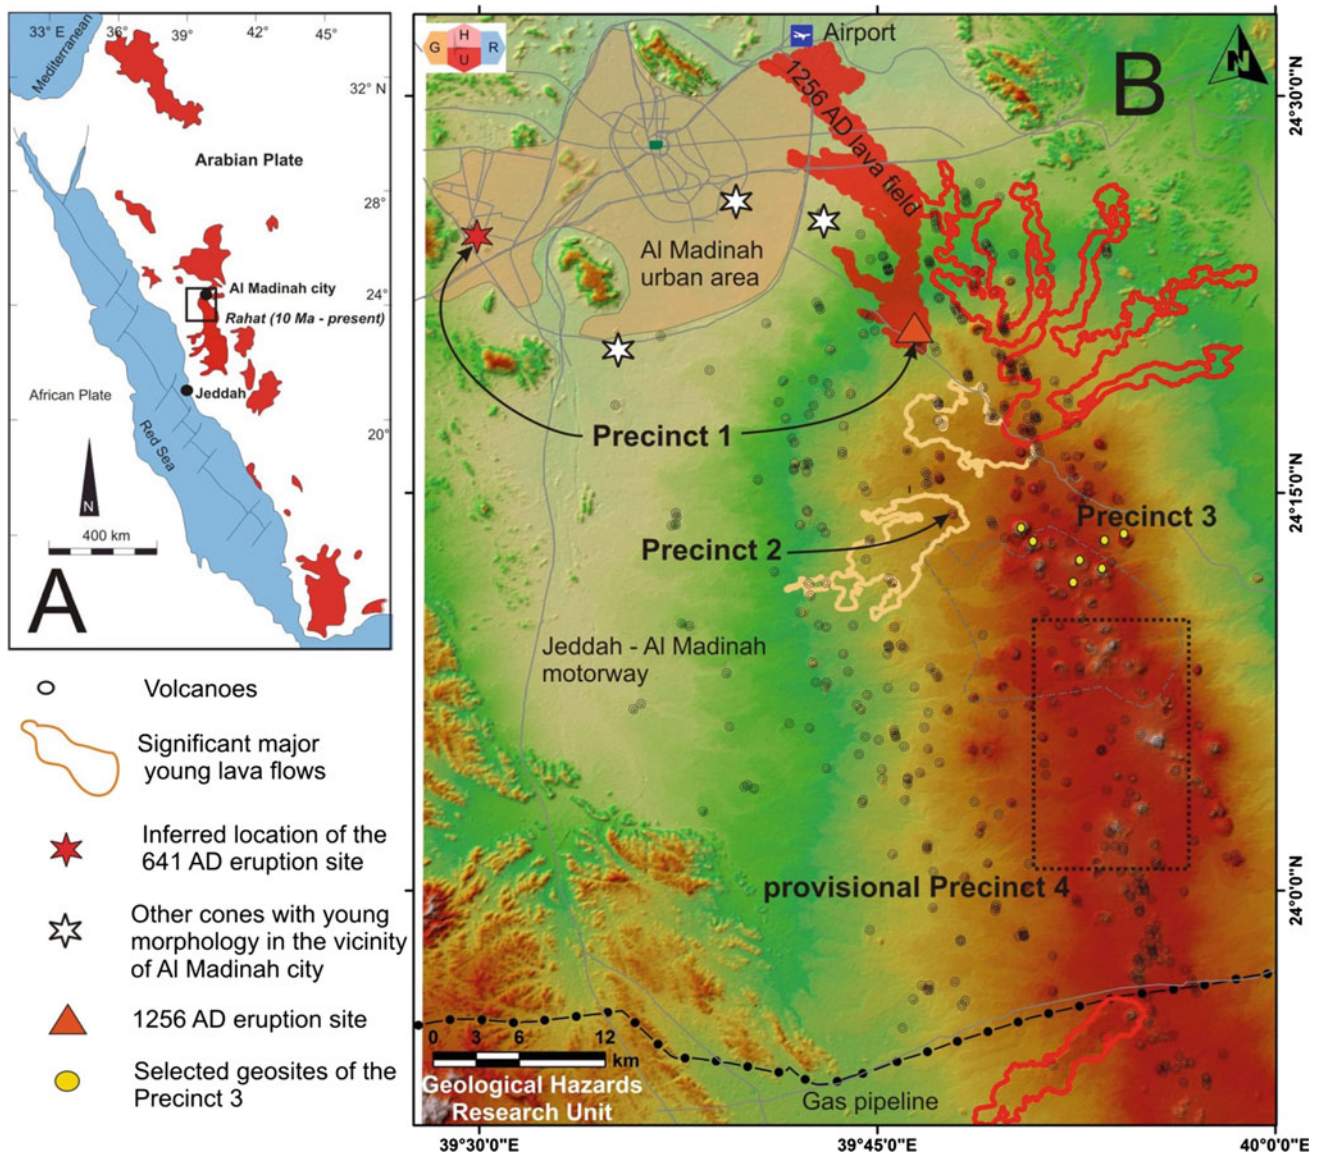 33° E
36°
39°
42°
45°
Mediterranean
32° N
Arabian Plate
28°
Al Madinah city
24°
Rahat (10 Ma - present)
African Plate
Jeddah
20°
Red Sea
N
400 km
A
Volcanoes
Significant major
young lava flows
Inferred location of the
641 AD eruption site
Other cones with young
morphology in the vicinity
of Al Madinah city
1256 AD eruption site
Selected geosites of the
Precinct 3
G
H
U
R
Airport
B
N
1256 AD lava field
Al Madinah
urban area
Precinct 1
Precinct 2
Precinct 3
Jeddah - Al Madinah
motorway
provisional Precinct 4
0 3 6 12
km
Geological Hazards
Research Unit
Gas pipeline
24°30'0"N
24°15'0"N
24°0'0"N
39°30'0"E
39°45'0"E
40°0'0"E